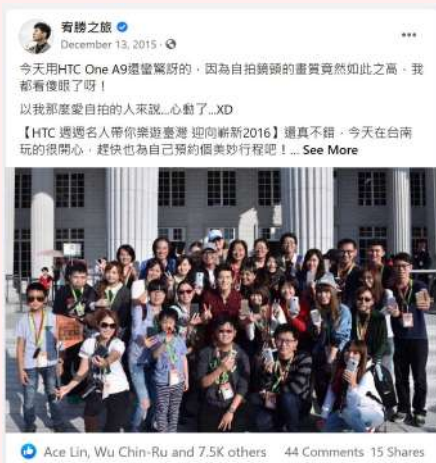 宥勝之旅
December 13, 2015
今天用HTC One A9還蠻驚訝的，因為自拍鏡頭的畫質竟然如此之高，我
都看傻眼了呀！
以我那麼愛自拍的人來說...心動了...XD
【HTC 週週名人帶你樂遊臺灣 迎向嶄新2016】還真不錯，今天在台南
玩的很開心，趕快也為自己預約個美妙行程吧！... See More
Ace Lin, Wu Chin-Ru and 7.5K others 44 Comments 15 Shares